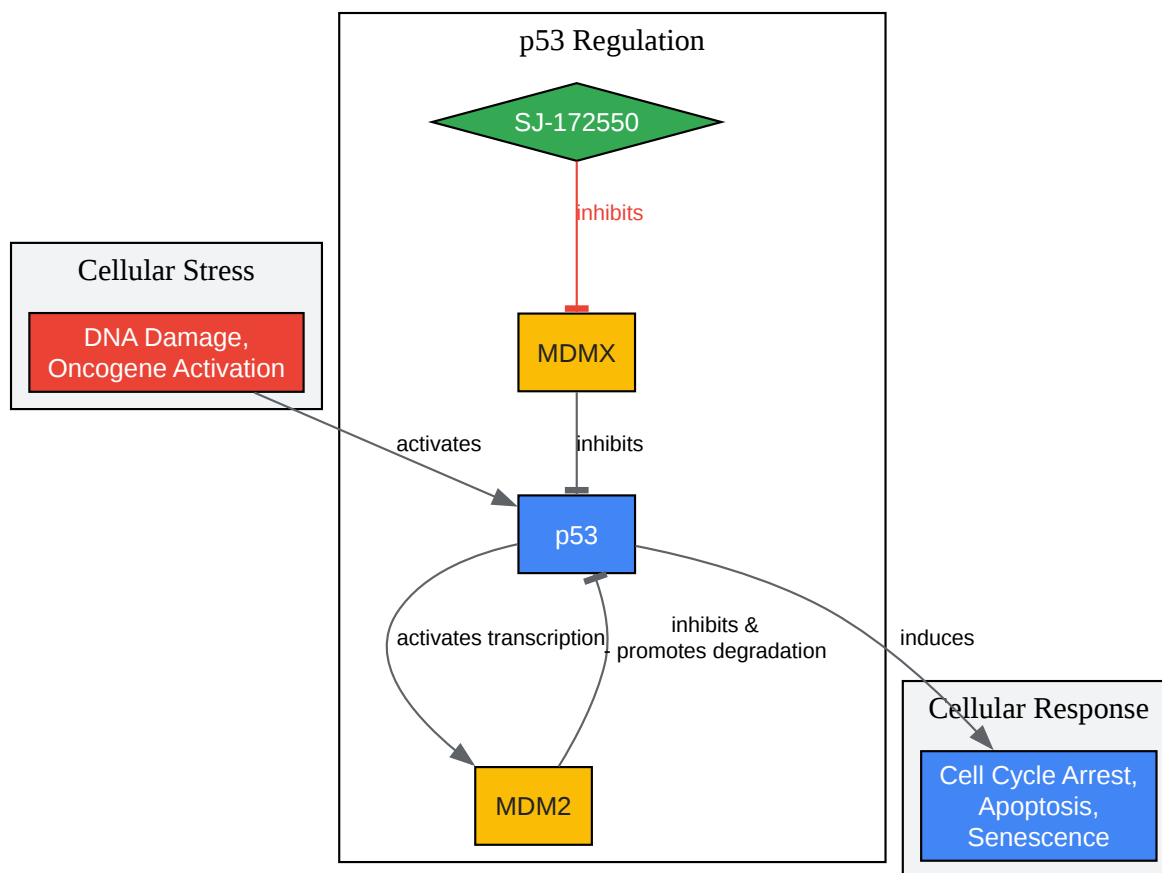 p53 Regulation
SJ-172550
inhibits
Cellular Stress
DNA Damage,
Oncogene Activation
MDMX
activates
inhibits
p53
activates transcription
inhibits &
- promotes degradation
induces
Cellular Response
MDM2
Cell Cycle Arrest,
Apoptosis,
Senescence